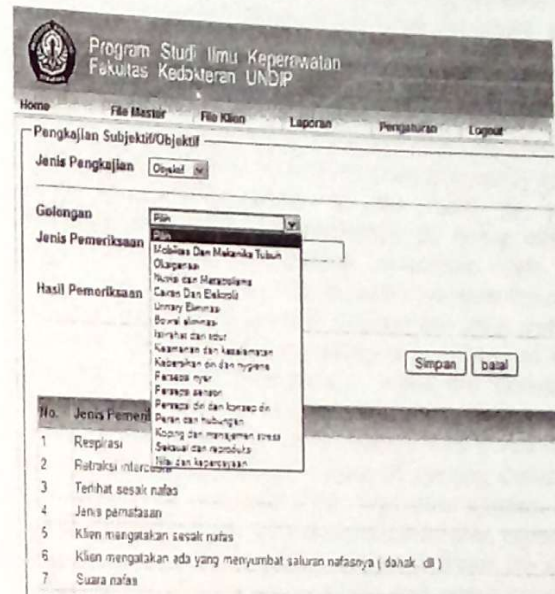 Program Studi Ilmu Keperawatan
Fakultas Kedokteran UNDIP
Home File Master File Klien Laporan Pengaturan Logout
Pengkajian Subjektif/Objektif
Jenis Pengkajian Objektif
Golongan Pilih
Jenis Pemeriksaan
Hasil Pemeriksaan
Pilih
Mobilitas Dan Mekanika Tubuh
Oksigenasi
Nutrisi dan Metabolisme
Cairan Dan Elektrolit
Urinary Eliminasi
Bowel eliminasi
Istirahat dan tidur
Keamanan dan keselamatan
Kebersihan diri dan hygiene
Persepsi nyeri
Persepsi sensori
Persepsi diri dan konsep diri
Peran dan hubungan
Koping dan manajemen stress
Seksual dan reproduksi
Nilai dan kepercayaan
Simpan batal
No. Jenis Pemeri
1 Respirasi
2 Retraksi intercosta
3 Terlihat sesak nafas
4 Jenis pernafasan
5 Klien mengatakan sesak nafas
6 Klien mengatakan ada yang menyumbat saluran nafasnya ( dahak, dll )
7 Suara nafas